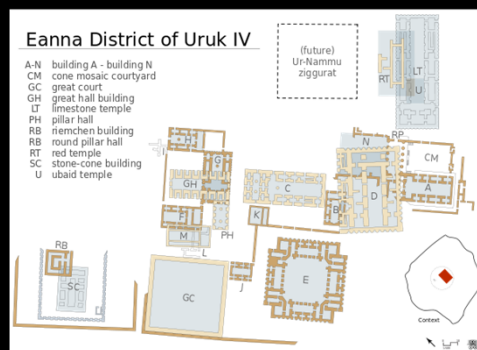 Eanna District of Uruk IV
A-N building A - building N
CM cone mosaic courtyard
GC great court
GH great hall building
LT limestone temple
PH pillar hall
RB riemchen building
RB round pillar hall
RT red temple
SC stone-cone building
U ubaid temple
(future)
Ur-Nammu
ziggurat
RT
LT
U
H
G
GH
F
M
L
PH
C
K
B
N
RP
CM
D
A
RB
SC
GC
J
E
Context